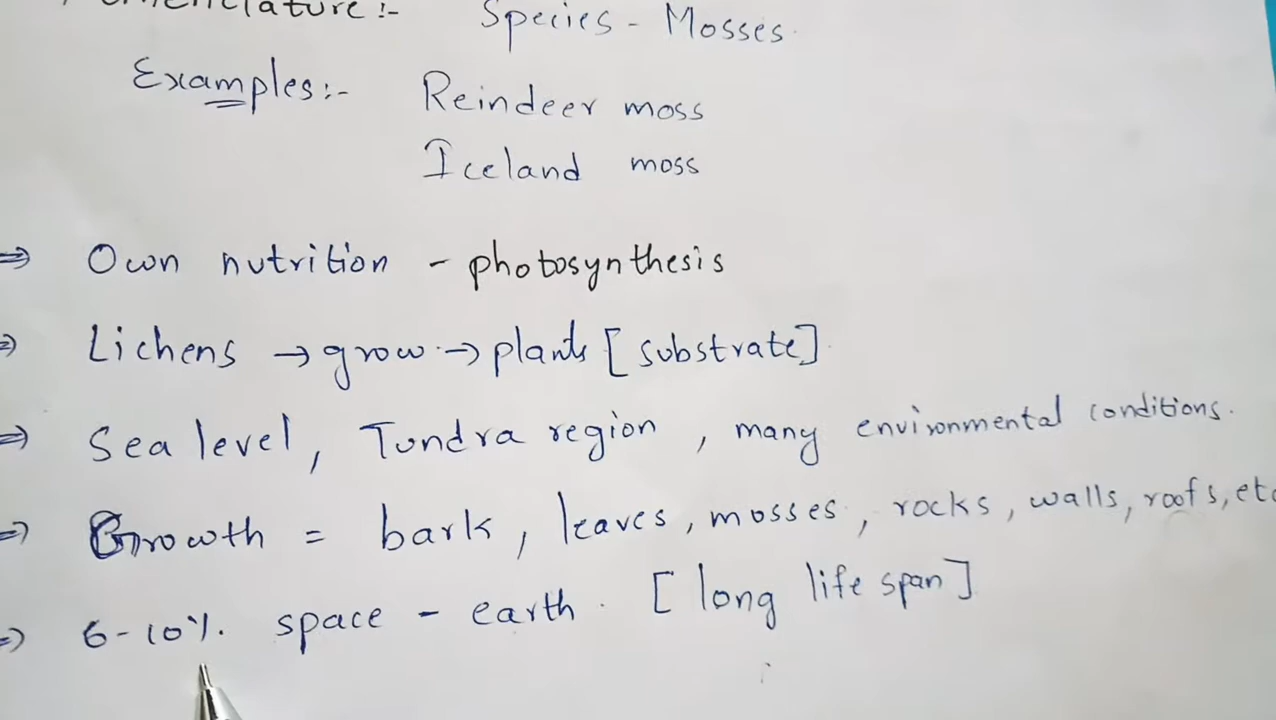 Nomenclature :- Species - Mosses.
Examples :- Reindeer moss
Iceland moss
⇒ Own nutrition - photosynthesis
⇒ Lichens → grow → plants [substrate]
⇒ Sea level, Tundra region, many environmental conditions.
⇒ Growth = bark, leaves, mosses, rocks, walls, roofs, etc
⇒ 6-10% space - earth. [long life span]